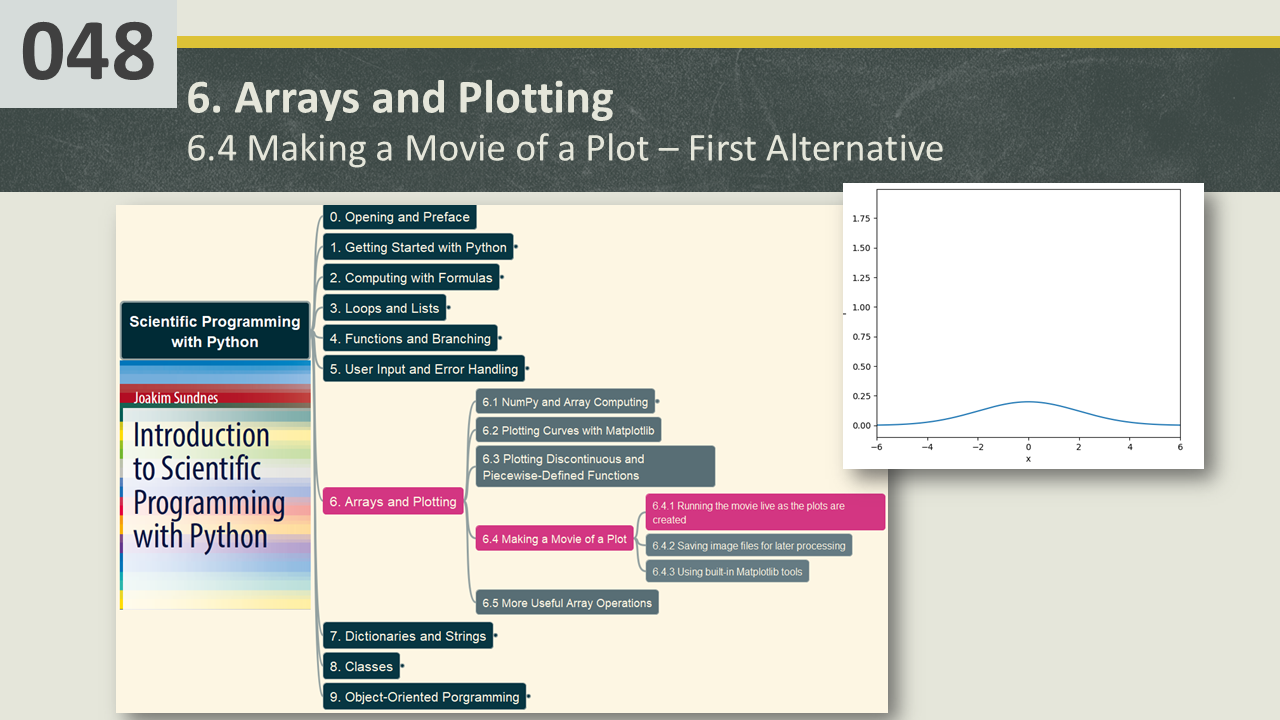 048
6. Arrays and Plotting
6.4 Making a Movie of a Plot – First Alternative
0. Opening and Preface
1. Getting Started with Python
2. Computing with Formulas
3. Loops and Lists
4. Functions and Branching
5. User Input and Error Handling
Scientific Programming
with Python
Joakim Sundnes
Introduction
to Scientific
Programming
with Python
6. Arrays and Plotting
6.1 NumPy and Array Computing
6.2 Plotting Curves with Matplotlib
6.3 Plotting Discontinuous and
Piecewise-Defined Functions
6.4 Making a Movie of a Plot
6.4.1 Running the movie live as the plots are
created
6.4.2 Saving image files for later processing
6.4.3 Using built-in Matplotlib tools
6.5 More Useful Array Operations
7. Dictionaries and Strings
8. Classes
9. Object-Oriented Porgramming
1.75
1.50
1.25
1.00
0.75
0.50
0.25
0.00
−6 −4 −2 0 2 4 6
x